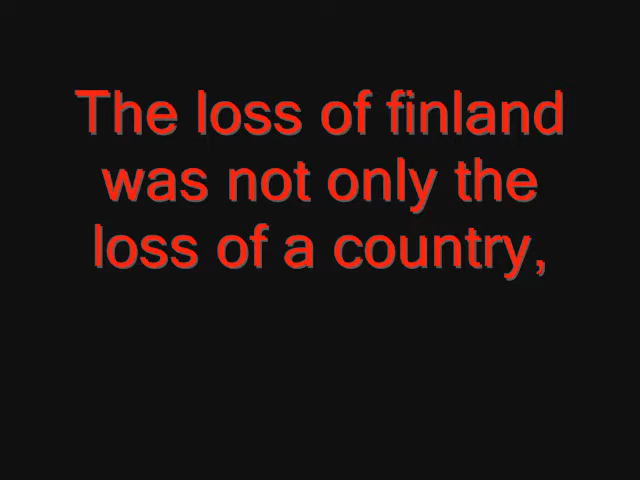 The loss of finland
was not only the
loss of a country,